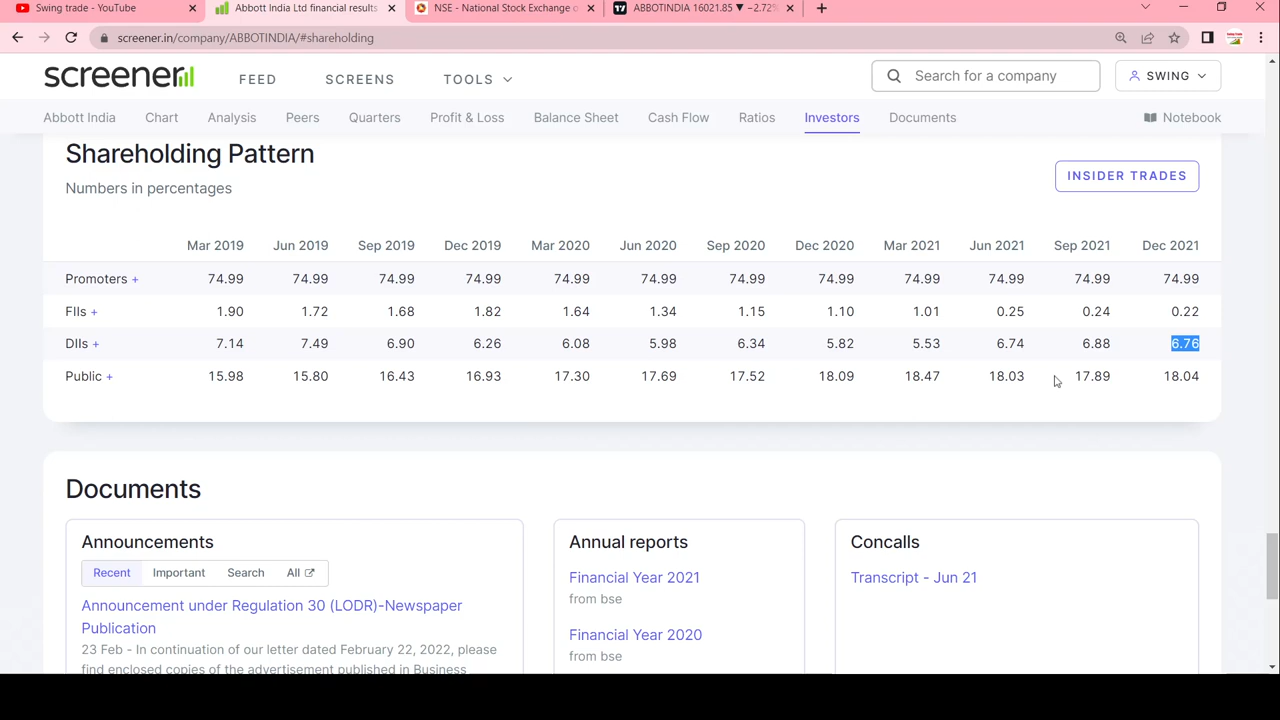 Swing trade - YouTube
Abbott India Ltd financial results
NSE - National Stock Exchange o
ABBOTINDIA 16021.85 ▼ −2.72%
screener.in/company/ABBOTINDIA/#shareholding
screener FEED SCREENS TOOLS Search for a company SWING
Abbott India Chart Analysis Peers Quarters Profit & Loss Balance Sheet Cash Flow Ratios Investors Documents Notebook
Shareholding Pattern
INSIDER TRADES
Numbers in percentages
Mar 2019 Jun 2019 Sep 2019 Dec 2019 Mar 2020 Jun 2020 Sep 2020 Dec 2020 Mar 2021 Jun 2021 Sep 2021 Dec 2021
Promoters + 74.99 74.99 74.99 74.99 74.99 74.99 74.99 74.99 74.99 74.99 74.99 74.99
FIIs + 1.90 1.72 1.68 1.82 1.64 1.34 1.15 1.10 1.01 0.25 0.24 0.22
DIIs + 7.14 7.49 6.90 6.26 6.08 5.98 6.34 5.82 5.53 6.74 6.88 6.76
Public + 15.98 15.80 16.43 16.93 17.30 17.69 17.52 18.09 18.47 18.03 17.89 18.04
Documents
Announcements
Recent Important Search All
Announcement under Regulation 30 (LODR)-Newspaper
Publication
23 Feb - In continuation of our letter dated February 22, 2022, please
find enclosed copies of the advertisement published in Business
Annual reports
Financial Year 2021
from bse
Financial Year 2020
from bse
Concalls
Transcript - Jun 21